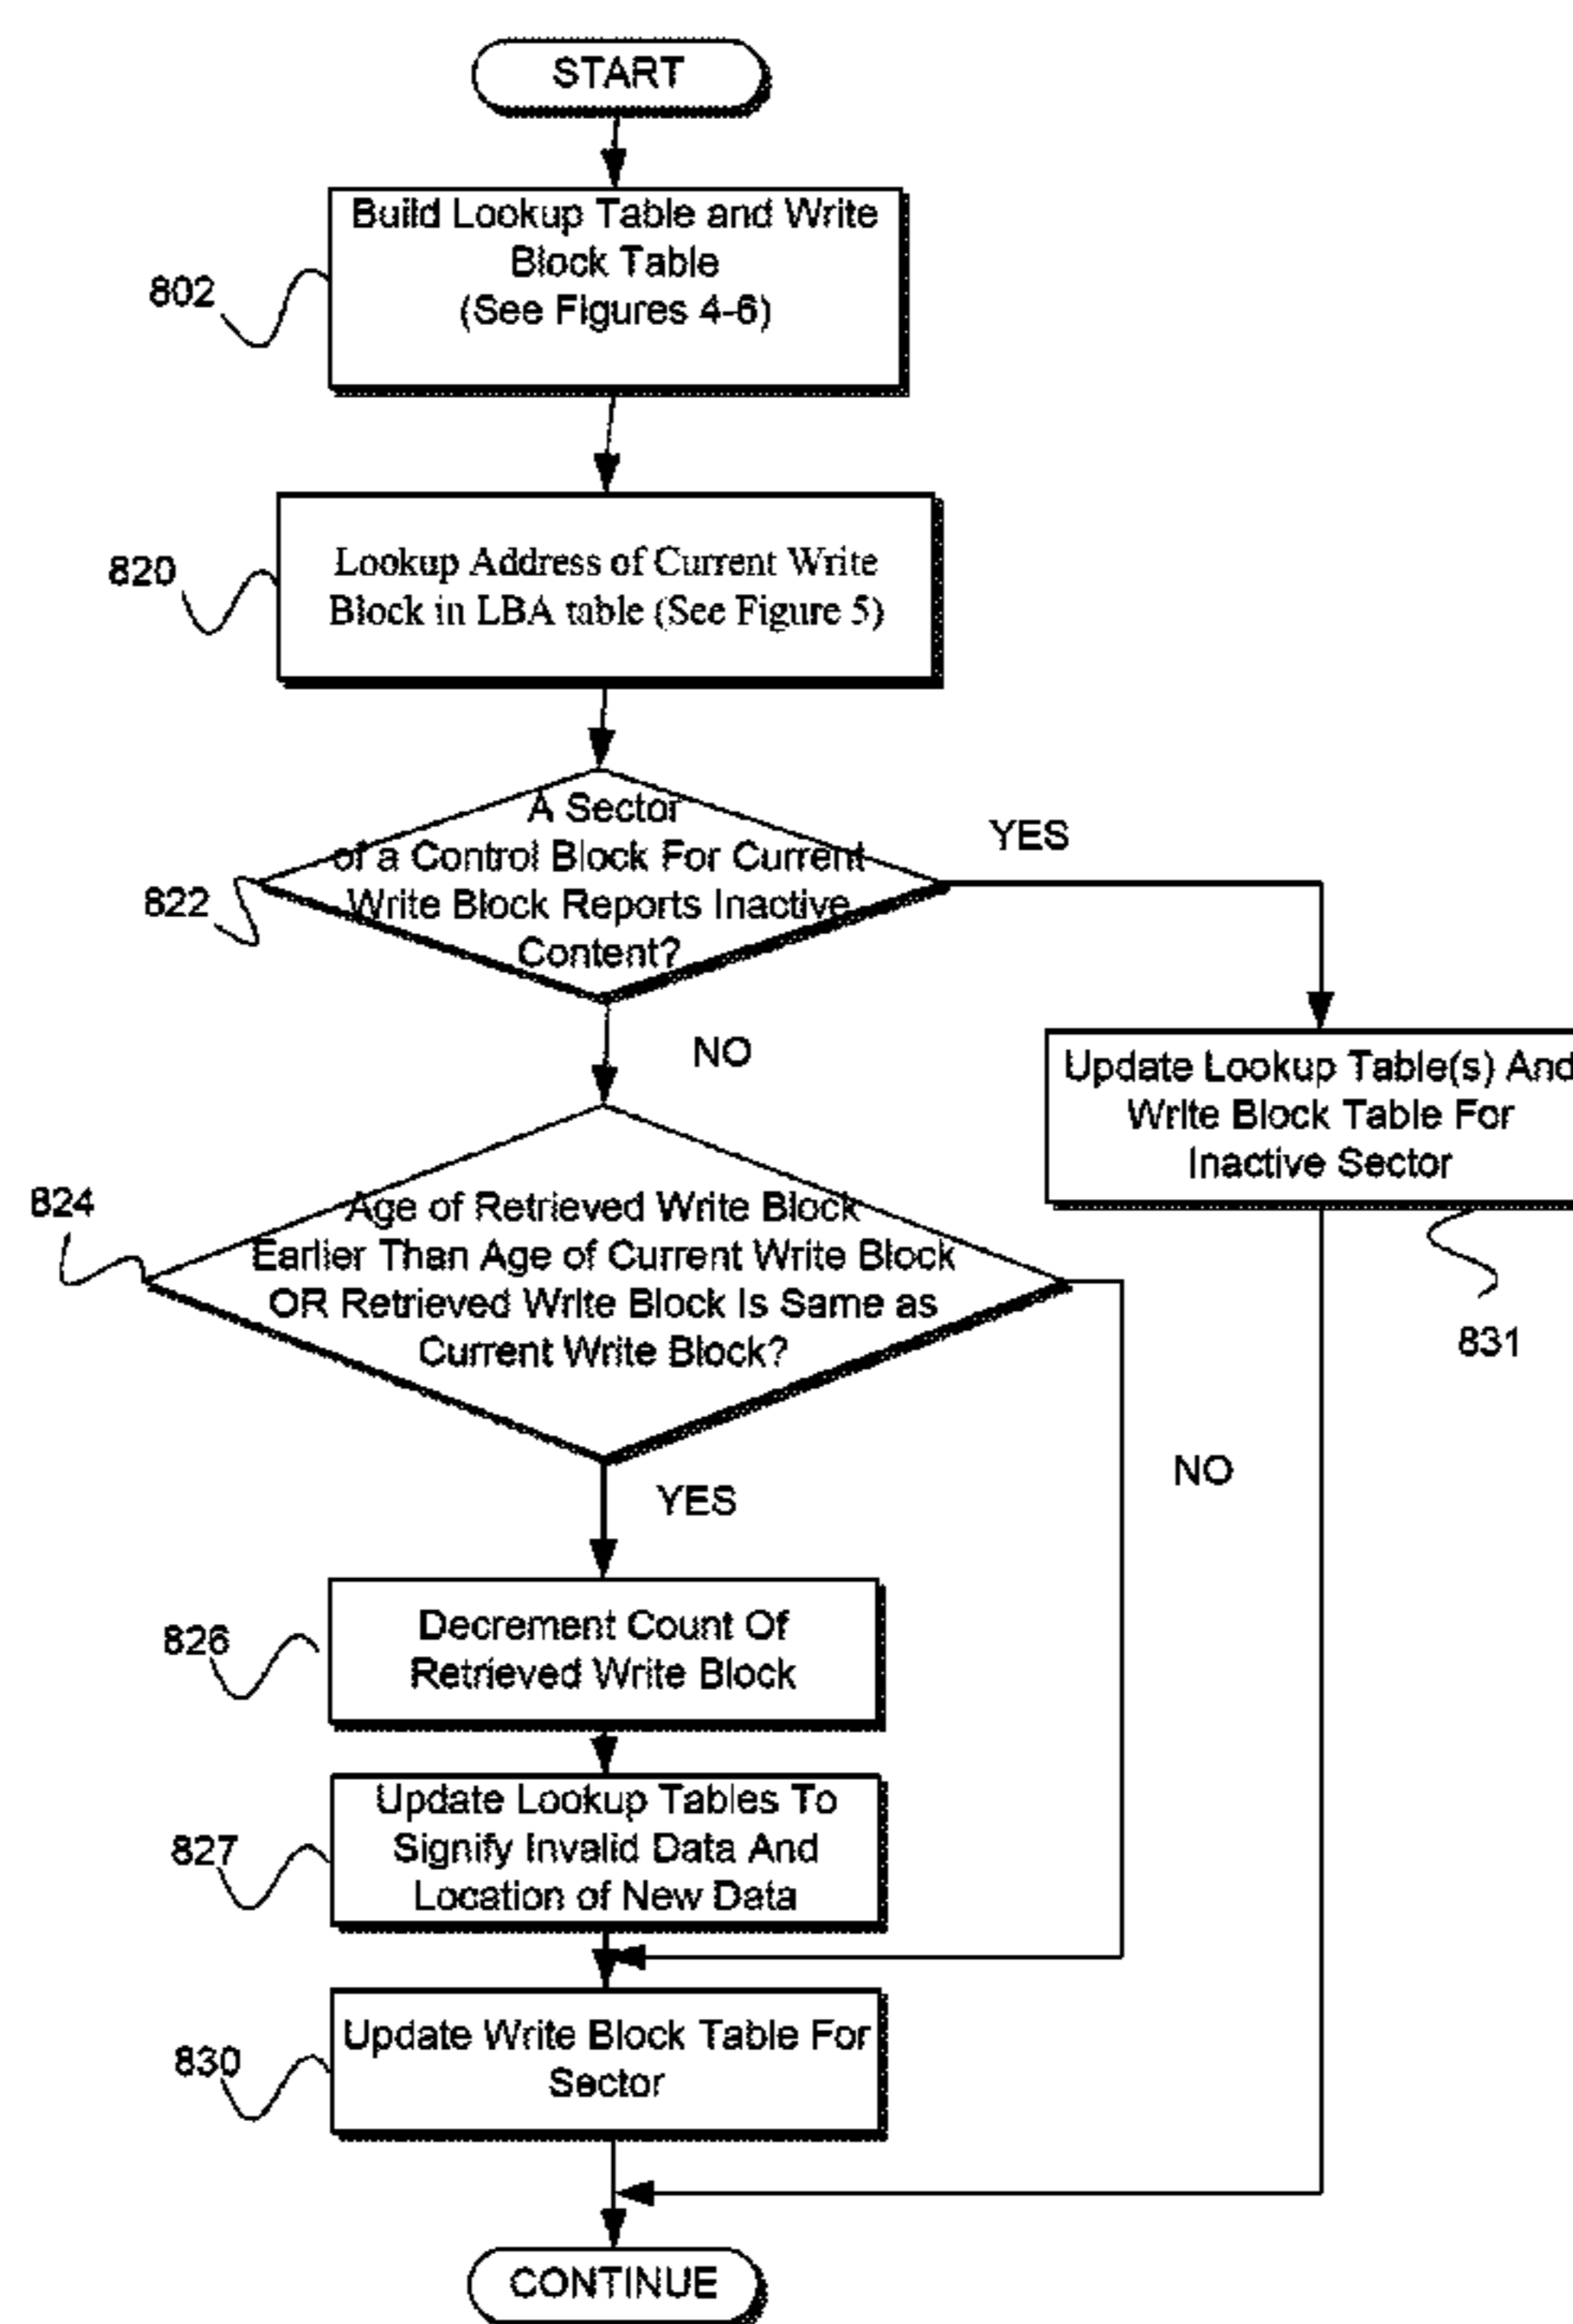 START
Build Lookup Table and Write
Block Table
(See Figures 4-6)
802
Lookup Address of Current Write
Block in LBA table (See Figure 5)
820
A Sector
of a Control Block For Current
Write Block Reports Inactive
Content?
YES
822
NO
Update Lookup Table(s) And
Write Block Table For
Inactive Sector
831
824
Age of Retrieved Write Block
Earlier Than Age of Current Write Block
OR Retrieved Write Block Is Same as
Current Write Block?
NO
YES
Decrement Count Of
Retrieved Write Block
826
Update Lookup Tables To
Signify Invalid Data And
Location of New Data
827
Update Write Block Table For
Sector
830
CONTINUE